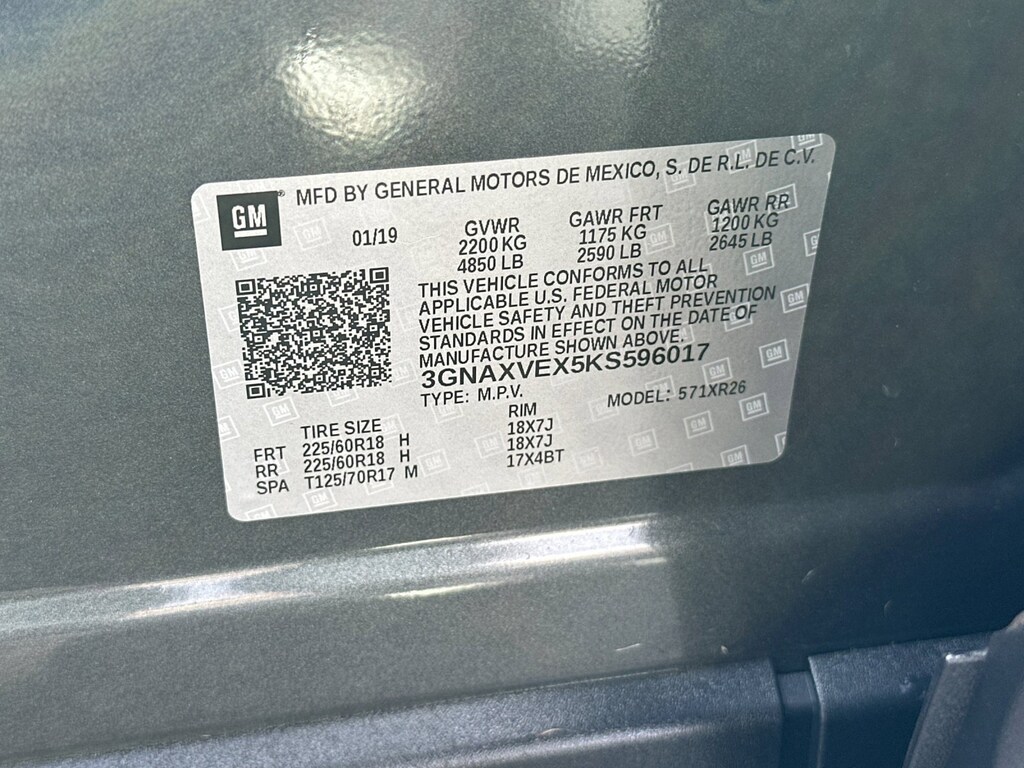 GM® MFD BY GENERAL MOTORS DE MEXICO, S. DE R.L. DE C.V.
01/19
GVWR GAWR FRT GAWR RR
2200 KG 1175 KG 1200 KG
4850 LB 2590 LB 2645 LB
THIS VEHICLE CONFORMS TO ALL
APPLICABLE U.S. FEDERAL MOTOR
VEHICLE SAFETY AND THEFT PREVENTION
STANDARDS IN EFFECT ON THE DATE OF
MANUFACTURE SHOWN ABOVE.
3GNAXVEX5KS596017
TYPE: M.P.V. MODEL: 571XR26
TIRE SIZE RIM
FRT 225/60R18 H 18X7J
RR 225/60R18 H 18X7J
SPA T125/70R17 M 17X4BT